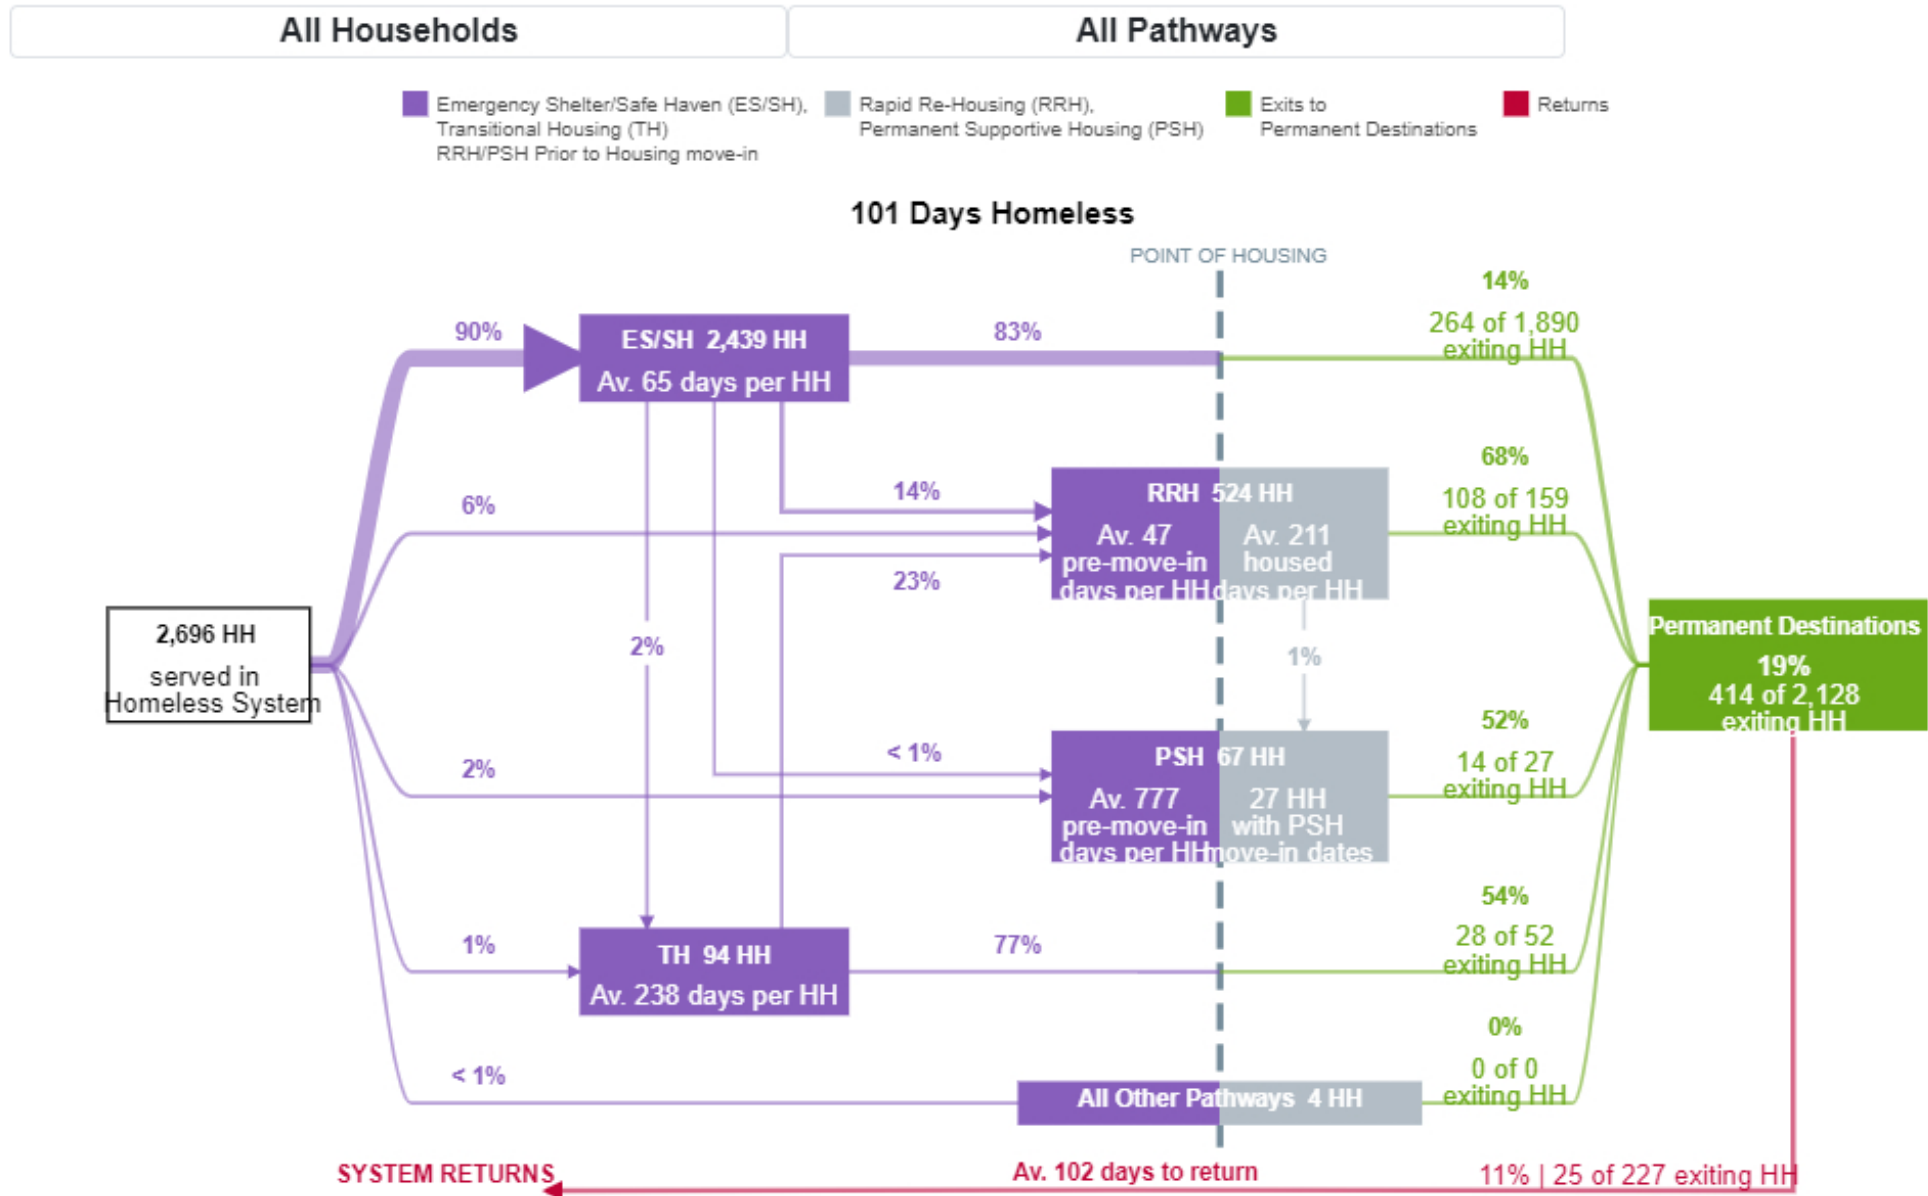 All Households
All Pathways
Emergency Shelter/Safe Haven (ES/SH),
Transitional Housing (TH)
RRH/PSH Prior to Housing move-in
Rapid Re-Housing (RRH),
Permanent Supportive Housing (PSH)
Exits to
Permanent Destinations
Returns
101 Days Homeless
POINT OF HOUSING
2,696 HH
served in
Homeless System
90%
ES/SH 2,439 HH
Av. 65 days per HH
83%
14%
264 of 1,890
exiting HH
6%
14%
23%
RRH 524 HH
Av. 47
pre-move-in
days per HH
Av. 211
housed
days per HH
68%
108 of 159
exiting HH
2%
1%
2%
< 1%
PSH 67 HH
Av. 777
pre-move-in
days per HH
27 HH
with PSH
move-in dates
52%
14 of 27
exiting HH
1%
TH 94 HH
Av. 238 days per HH
77%
54%
28 of 52
exiting HH
< 1%
All Other Pathways 4 HH
0%
0 of 0
exiting HH
Permanent Destinations
19%
414 of 2,128
exiting HH
SYSTEM RETURNS
Av. 102 days to return
11% | 25 of 227 exiting HH